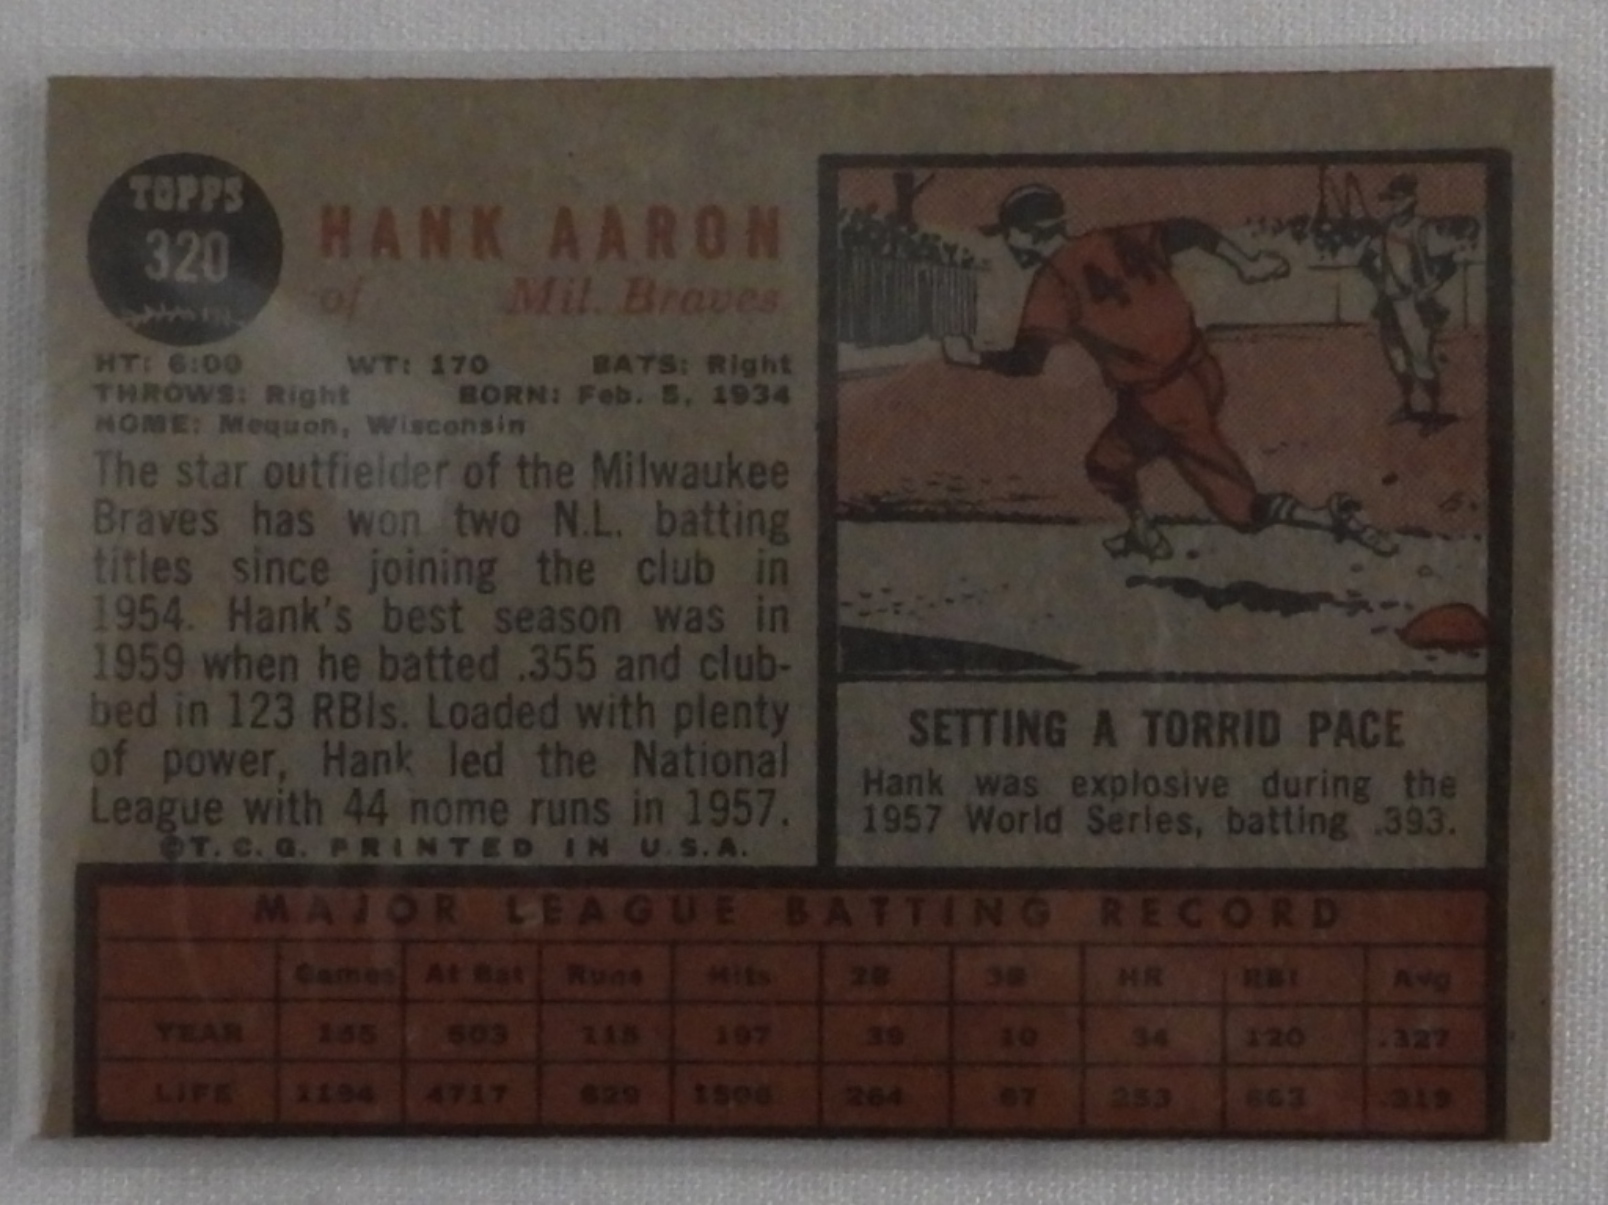 TOPPS
320
HANK AARON
of Mil. Braves
HT: 6:00 WT: 170 BATS: Right
THROWS: Right BORN: Feb. 5, 1934
HOME: Mequon, Wisconsin
The star outfielder of the Milwaukee
Braves has won two N.L. batting
titles since joining the club in
1954. Hank's best season was in
1959 when he batted .355 and club-
bed in 123 RBIs. Loaded with plenty
of power, Hank led the National
League with 44 home runs in 1957.
©T.C.G. PRINTED IN U.S.A.
44
SETTING A TORRID PACE
Hank was explosive during the
1957 World Series, batting .393.
MAJOR LEAGUE BATTING RECORD
Games At Bat Runs Hits 2B 3B HR RBI Avg
YEAR 155 603 115 197 39 10 34 120 .327
LIFE 4717 264 253 863 .319